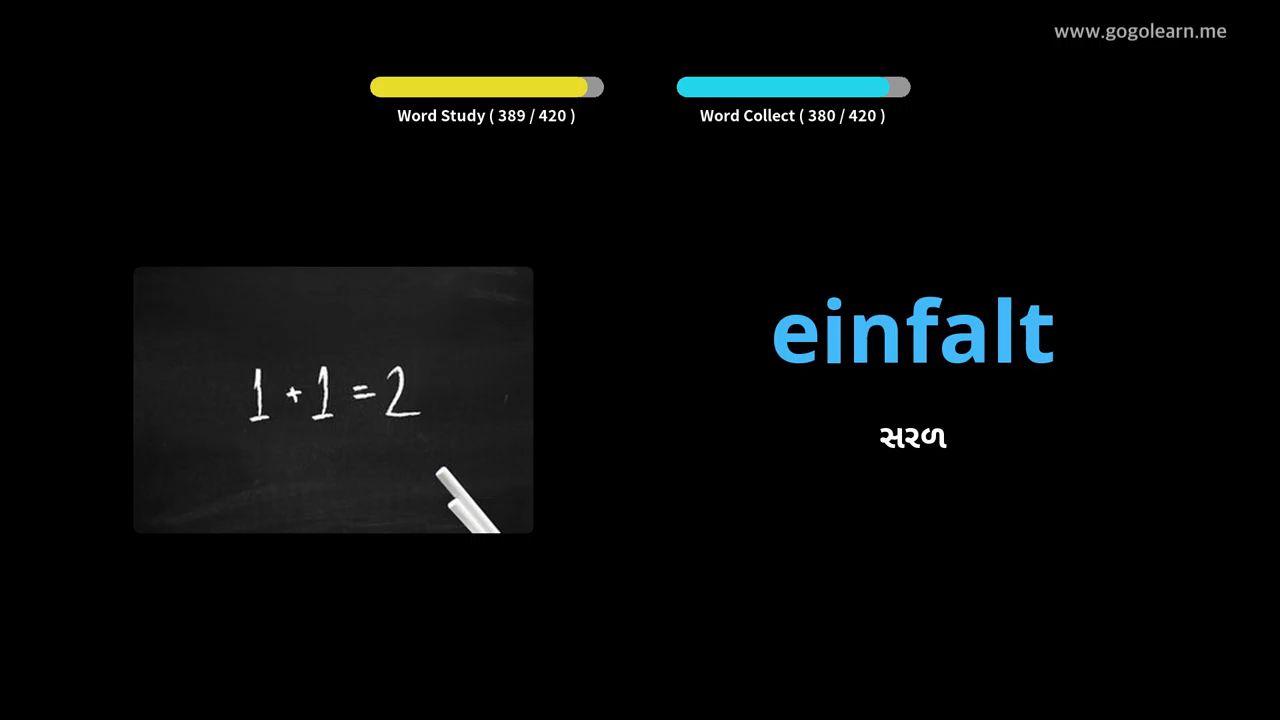 www.gogolearn.me
Word Study ( 389 / 420 )
Word Collect ( 380 / 420 )
1 + 1 = 2
einfalt
સરળ